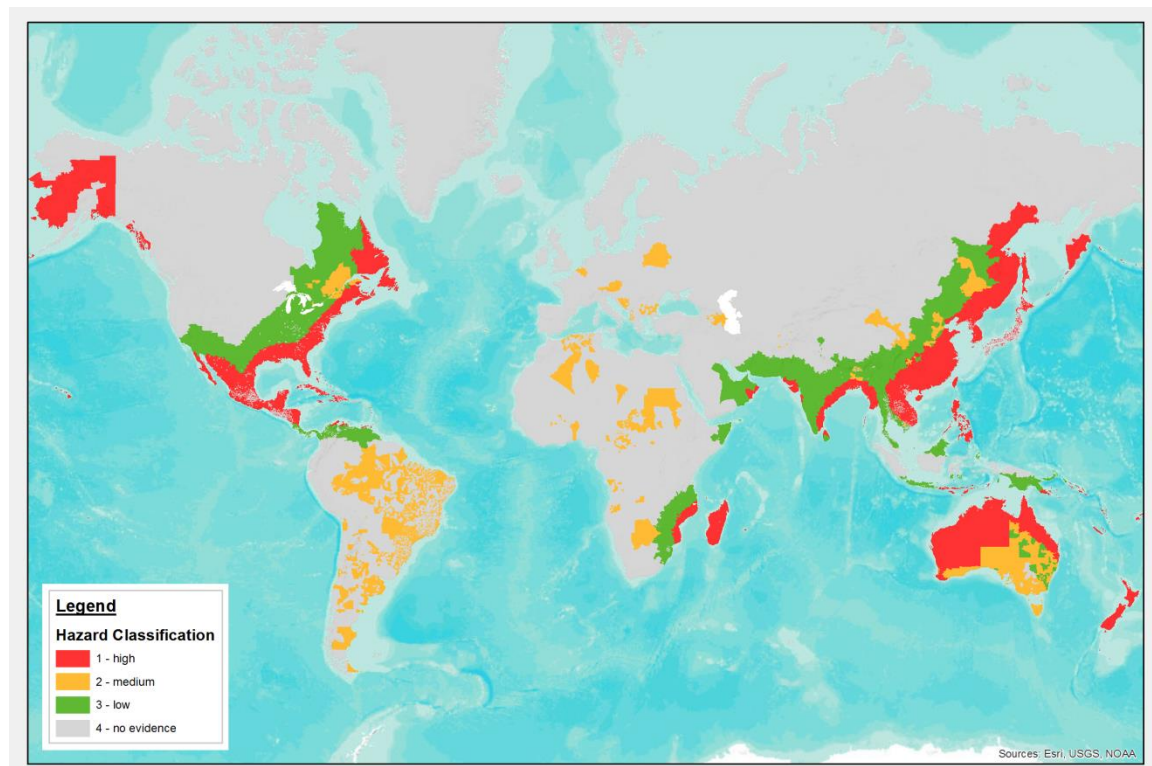 Legend
Hazard Classification
1 - high
2 - medium
3 - low
4 - no evidence
Sources: Esri, USGS, NOAA